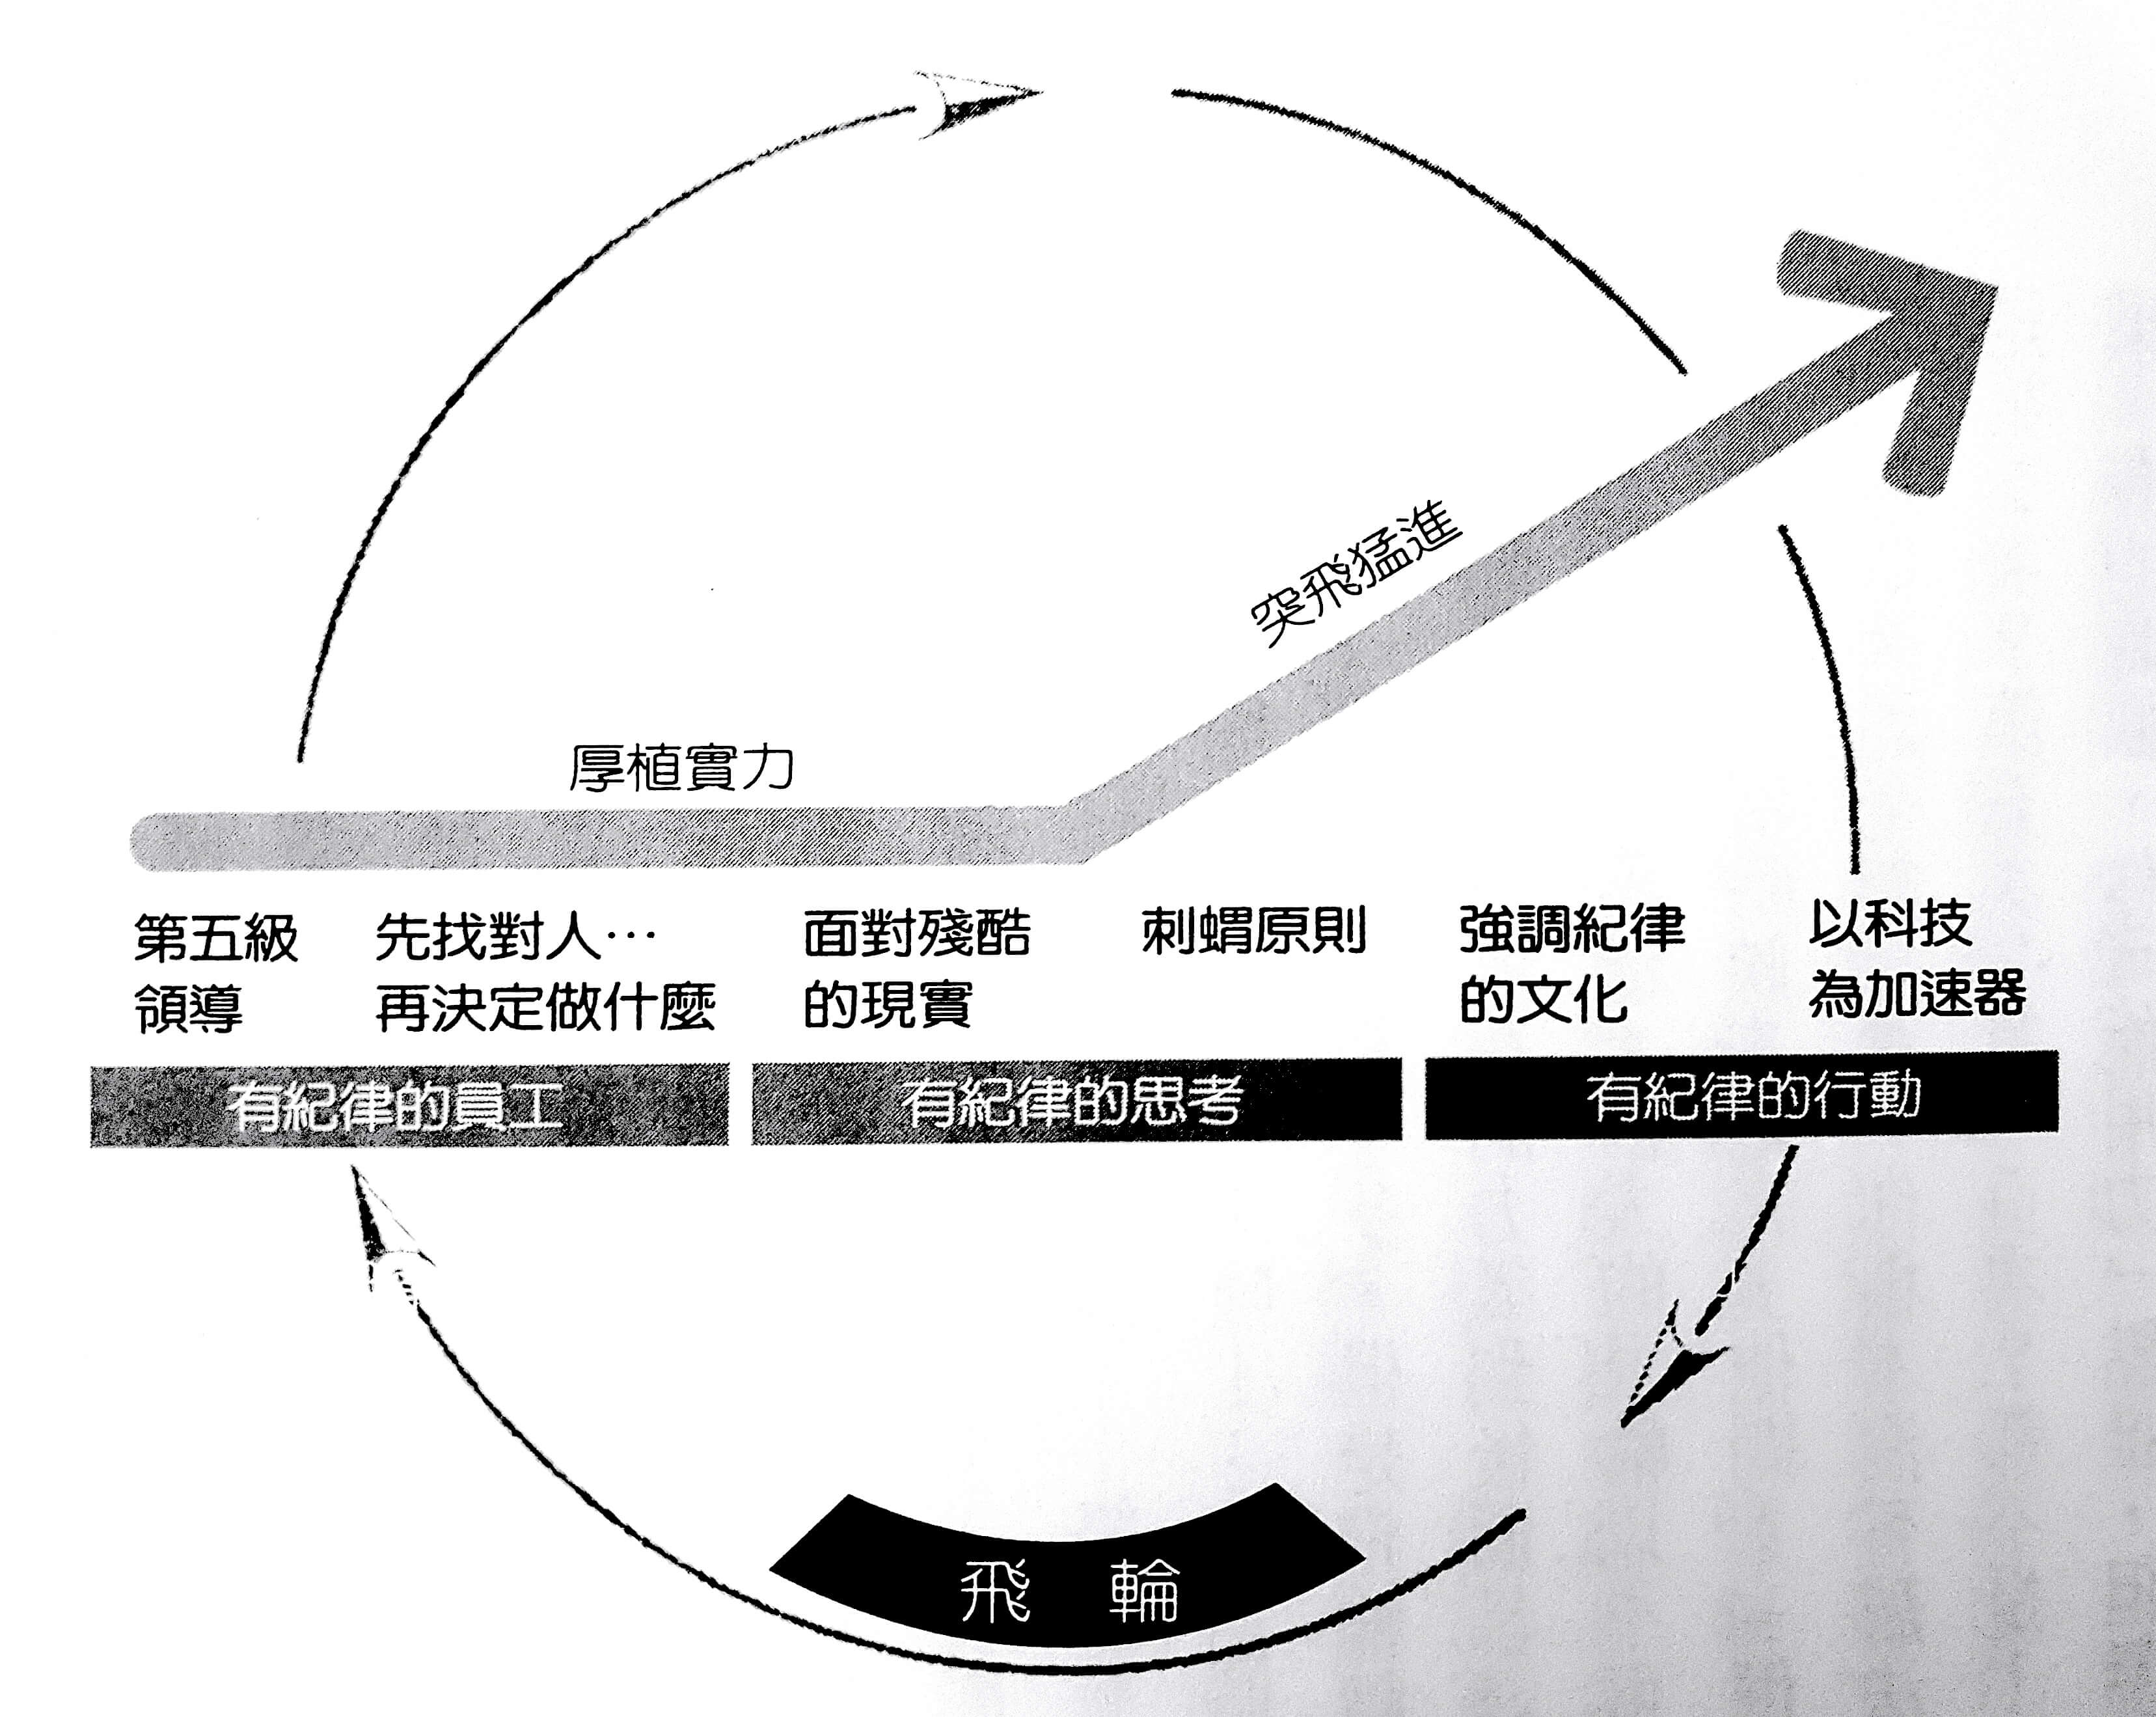 突飛猛進
厚植實力
第五級
領導
先找對人…
再決定做什麼
面對殘酷
的現實
刺蝟原則
強調紀律
的文化
以科技
為加速器
有紀律的員工
有紀律的思考
有紀律的行動
飛輪